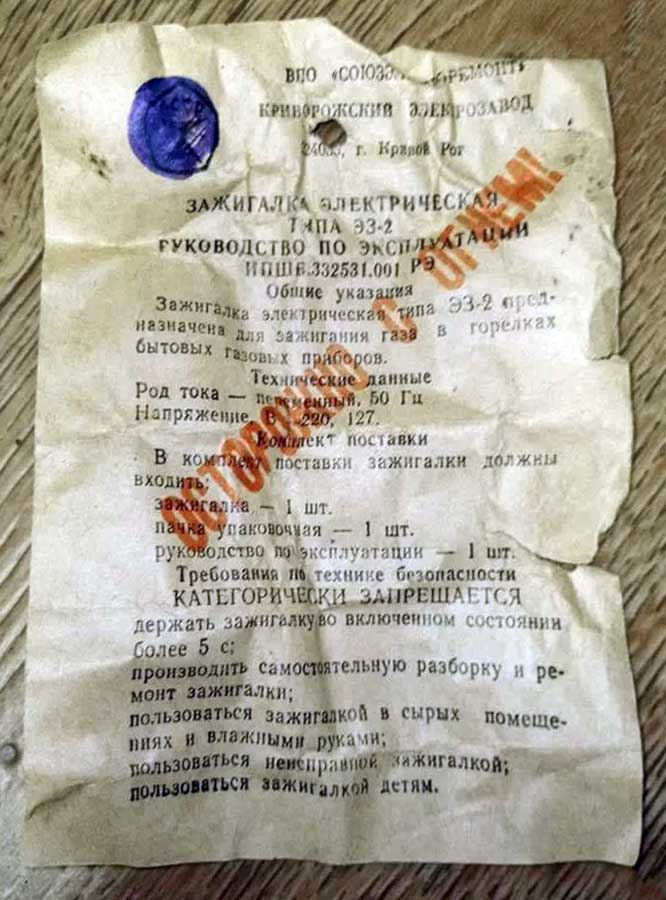 ВПО «СОЮЗЭ
РЕМОНТ»
КРИВОРОЖСКИЙ ЭЛЕКТРОЗАВОД
г. Кривой Рог
ЗАЖИГАЛКА ЭЛЕКТРИЧЕСКАЯ
ТИПА ЭЗ-2
РУКОВОДСТВО ПО ЭКСПЛУАТАЦИИ
ИПШБ.332531.001 РЭ
Общие указания
Зажигалка электрическая типа ЭЗ-2 пред-
назначена для зажигания газа в горелках
бытовых газовых приборов.
Технические данные
Род тока — переменный, 50 Гц
Напряжение, В 220, 127.
Комплект поставки
В комплект поставки зажигалки должны
входить:
зажигалка — 1 шт.
пачка упаковочная — 1 шт.
руководство по эксплуатации — 1 шт.
Требования по технике безопасности
КАТЕГОРИЧЕСКИ ЗАПРЕЩАЕТСЯ
держать зажигалку во включенном состоянии
более 5 с;
производить самостоятельную разборку и ре-
монт зажигалки;
пользоваться зажигалкой в сырых помеще-
ниях и влажными руками;
пользоваться неисправной зажигалкой;
пользоваться зажигалкой детям.
ОСТОРОЖНО С ОГНЕМ!